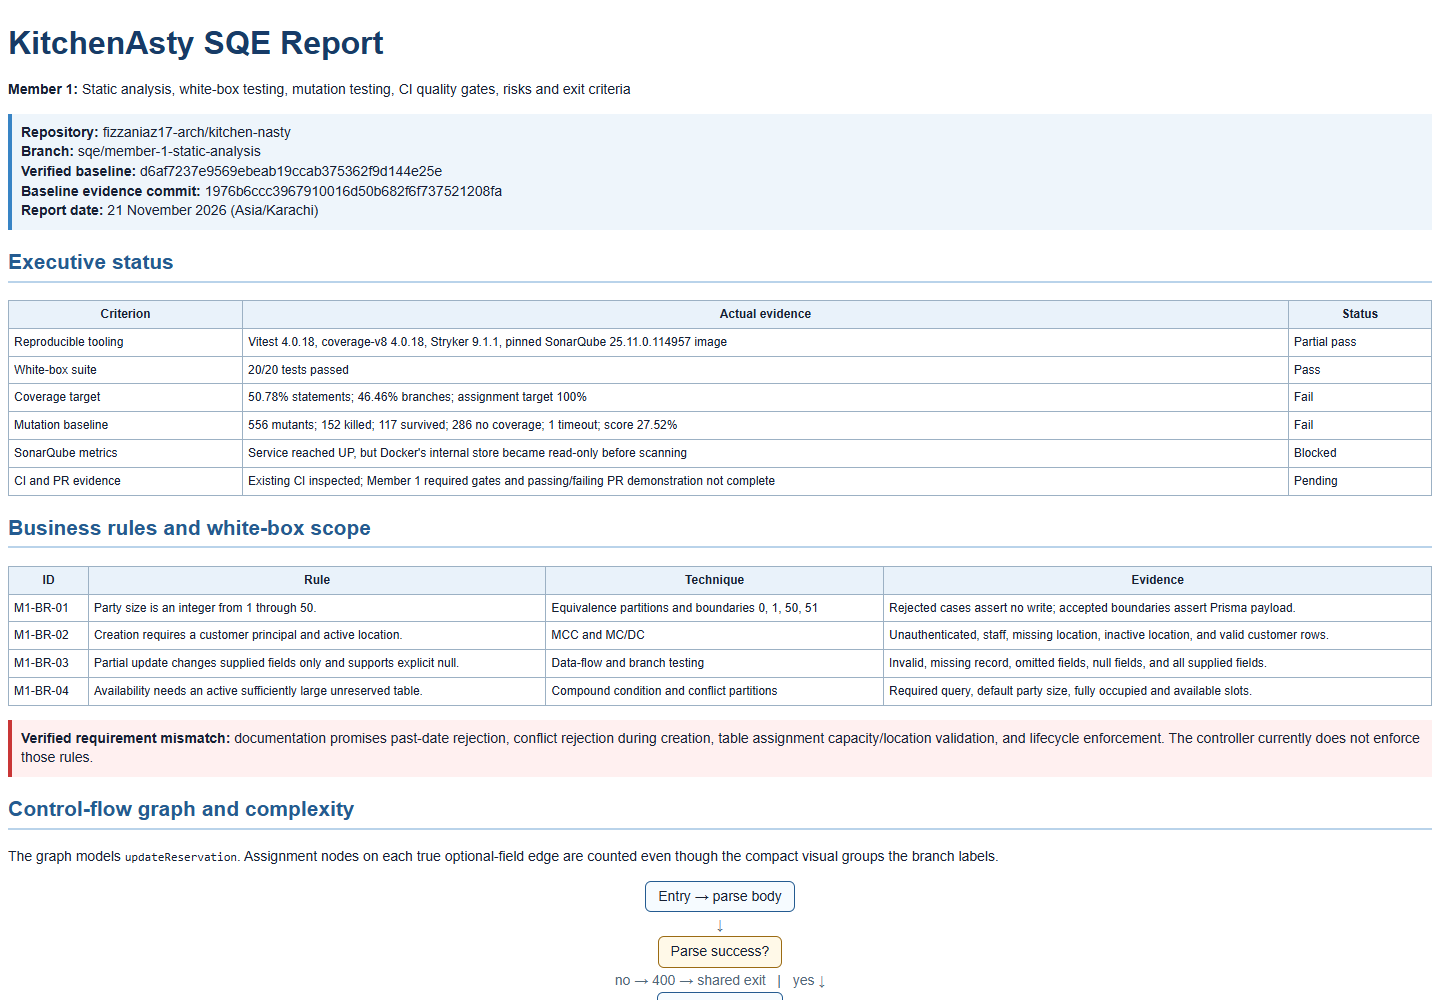 KitchenAsty SQE Report
Member 1: Static analysis, white-box testing, mutation testing, CI quality gates, risks and exit criteria
Repository: fizzaniaz17-arch/kitchen-nasty
Branch: sqe/member-1-static-analysis
Verified baseline: d6af7237e9569ebeab19ccab375362f9d144e25e
Baseline evidence commit: 1976b6ccc3967910016d50b682f6f737521208fa
Report date: 21 November 2026 (Asia/Karachi)
Executive status
Criterion Actual evidence Status
Reproducible tooling Vitest 4.0.18, coverage-v8 4.0.18, Stryker 9.1.1, pinned SonarQube 25.11.0.114957 image Partial pass
White-box suite 20/20 tests passed Pass
Coverage target 50.78% statements; 46.46% branches; assignment target 100% Fail
Mutation baseline 556 mutants; 152 killed; 117 survived; 286 no coverage; 1 timeout; score 27.52% Fail
SonarQube metrics Service reached UP, but Docker's internal store became read-only before scanning Blocked
CI and PR evidence Existing CI inspected; Member 1 required gates and passing/failing PR demonstration not complete Pending
Business rules and white-box scope
ID Rule Technique Evidence
M1-BR-01 Party size is an integer from 1 through 50. Equivalence partitions and boundaries 0, 1, 50, 51 Rejected cases assert no write; accepted boundaries assert Prisma payload.
M1-BR-02 Creation requires a customer principal and active location. MCC and MC/DC Unauthenticated, staff, missing location, inactive location, and valid customer rows.
M1-BR-03 Partial update changes supplied fields only and supports explicit null. Data-flow and branch testing Invalid, missing record, omitted fields, null fields, and all supplied fields.
M1-BR-04 Availability needs an active sufficiently large unreserved table. Compound condition and conflict partitions Required query, default party size, fully occupied and available slots.
Verified requirement mismatch: documentation promises past-date rejection, conflict rejection during creation, table assignment capacity/location validation, and lifecycle enforcement. The controller currently does not enforce
those rules.
Control-flow graph and complexity
The graph models updateReservation. Assignment nodes on each true optional-field edge are counted even though the compact visual groups the branch labels.
Entry → parse body
↓
Parse success?
no → 400 → shared exit | yes ↓